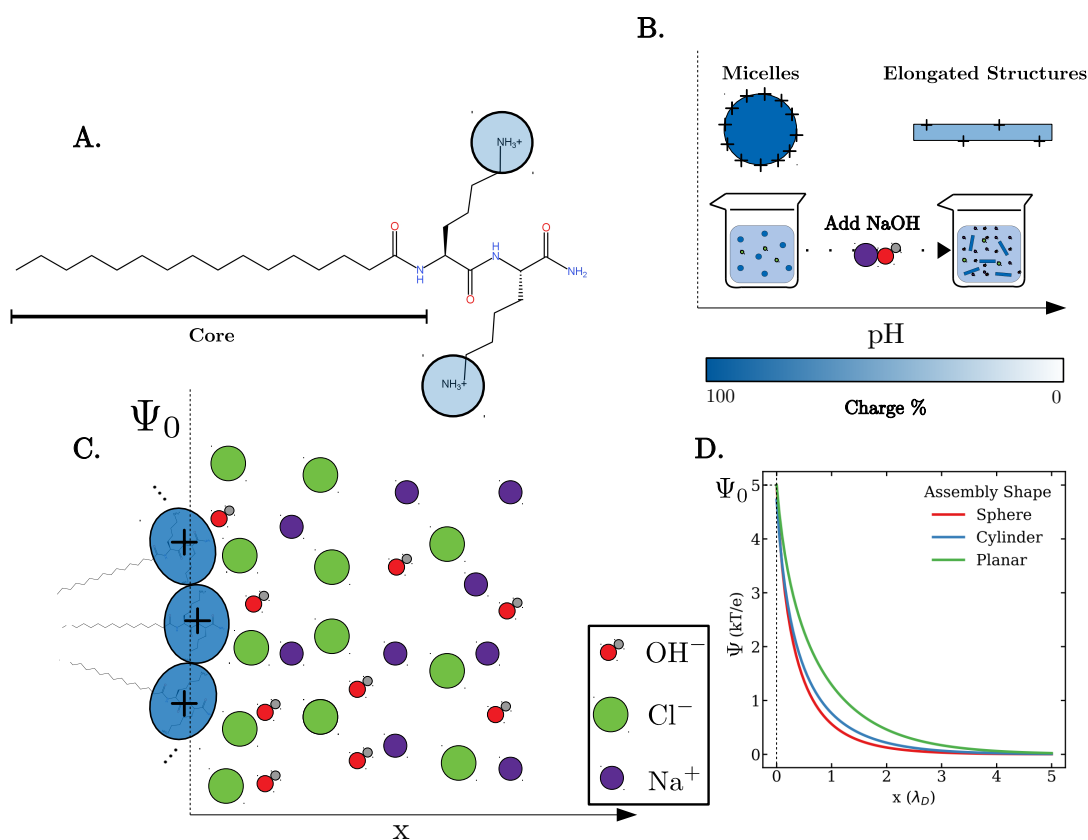 A.
NH₃+
O
O
N
H
H
N
O
NH₂
NH₃+
Core
B.
Micelles
Elongated Structures
Add NaOH
pH
100
0
Charge %
C.
Ψ₀
x
OH⁻
Cl⁻
Na⁺
D.
Ψ₀
Assembly Shape
Sphere
Cylinder
Planar
Ψ (kT/e)
5
4
3
2
1
0
0 1 2 3 4 5
x (λ_D)